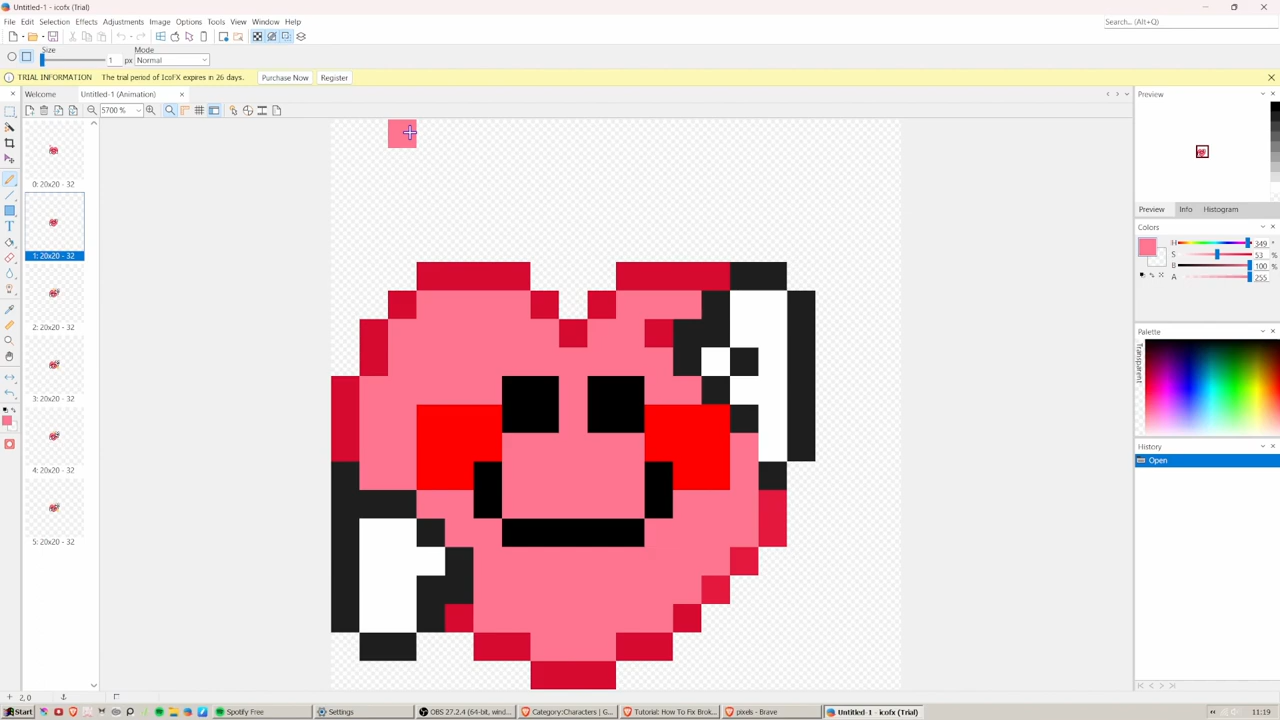 Untitled-1 - icofx (Trial)
File Edit Selection Effects Adjustments Image Options Tools View Window Help
Search... (Alt+Q)
Size
Mode
1 px Normal
TRIAL INFORMATION The trial period of IcoFX expires in 26 days. Purchase Now Register
Welcome Untitled-1 (Animation)
Preview
5700 %
0: 20x20 - 32
1: 20x20 - 32
2: 20x20 - 32
3: 20x20 - 32
4: 20x20 - 32
5: 20x20 - 32
Preview Info Histogram
Colors
H 349 °
S 53 %
B 100 %
A 255
Palette
Transparent
History
Open
2, 0
Start
Spotify Free
Settings
OBS 27.2.4 (64-bit, wind...
Category:Characters | G...
Tutorial: How To Fix Brok...
pixels - Brave
Untitled-1 - icofx (Trial)
11:19